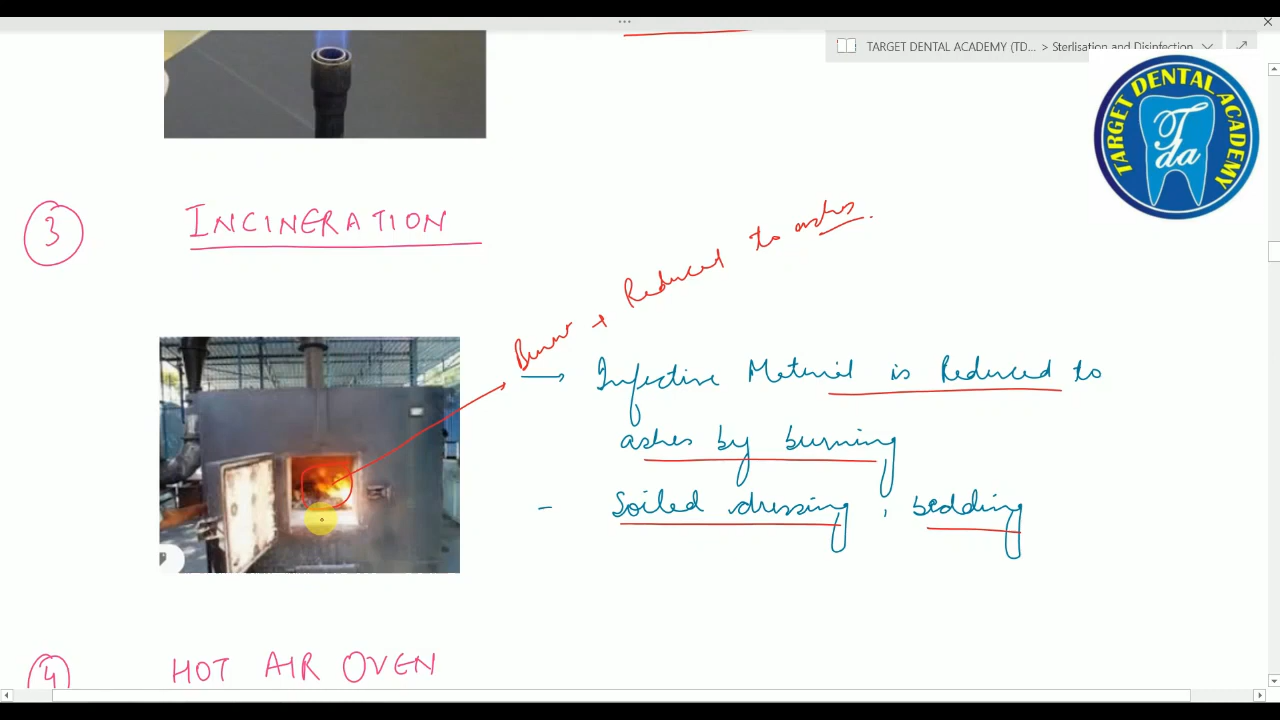 TARGET DENTAL ACADEMY (TD... > Sterlisation and Disinfection
TARGET DENTAL ACADEMY
Tda
3 INCINERATION
Burnt + Reduced to ashes.
→ Infective Material is Reduced to
ashes by burning
- Soiled dressing, bedding
4 HOT AIR OVEN